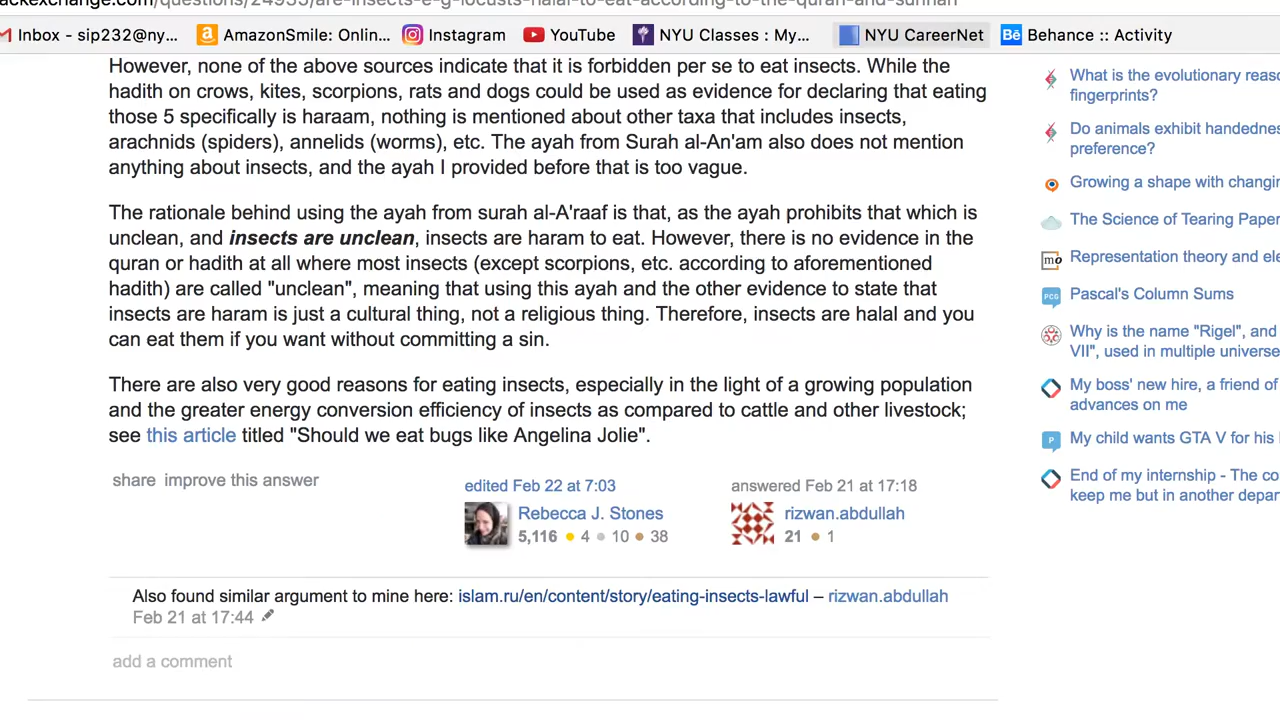 ackexchange.com/questions/24935/are-insects-e-g-locusts-halal-to-eat-according-to-the-quran-and-sunnah
Inbox - sip232@ny... AmazonSmile: Onlin... Instagram YouTube NYU Classes : My... NYU CareerNet Bē Behance :: Activity
However, none of the above sources indicate that it is forbidden per se to eat insects. While the
hadith on crows, kites, scorpions, rats and dogs could be used as evidence for declaring that eating
those 5 specifically is haraam, nothing is mentioned about other taxa that includes insects,
arachnids (spiders), annelids (worms), etc. The ayah from Surah al-An'am also does not mention
anything about insects, and the ayah I provided before that is too vague.
The rationale behind using the ayah from surah al-A'raaf is that, as the ayah prohibits that which is
unclean, and insects are unclean, insects are haram to eat. However, there is no evidence in the
quran or hadith at all where most insects (except scorpions, etc. according to aforementioned
hadith) are called "unclean", meaning that using this ayah and the other evidence to state that
insects are haram is just a cultural thing, not a religious thing. Therefore, insects are halal and you
can eat them if you want without committing a sin.
There are also very good reasons for eating insects, especially in the light of a growing population
and the greater energy conversion efficiency of insects as compared to cattle and other livestock;
see this article titled "Should we eat bugs like Angelina Jolie".
share improve this answer
edited Feb 22 at 7:03
Rebecca J. Stones
5,116 4 10 38
answered Feb 21 at 17:18
rizwan.abdullah
21 1
Also found similar argument to mine here: islam.ru/en/content/story/eating-insects-lawful – rizwan.abdullah
Feb 21 at 17:44
add a comment
What is the evolutionary reaso
fingerprints?
Do animals exhibit handednes
preference?
Growing a shape with changin
The Science of Tearing Paper
mo Representation theory and ele
PCG Pascal's Column Sums
Why is the name "Rigel", and
VII", used in multiple universe
My boss' new hire, a friend of
advances on me
P My child wants GTA V for his
End of my internship - The co
keep me but in another depar